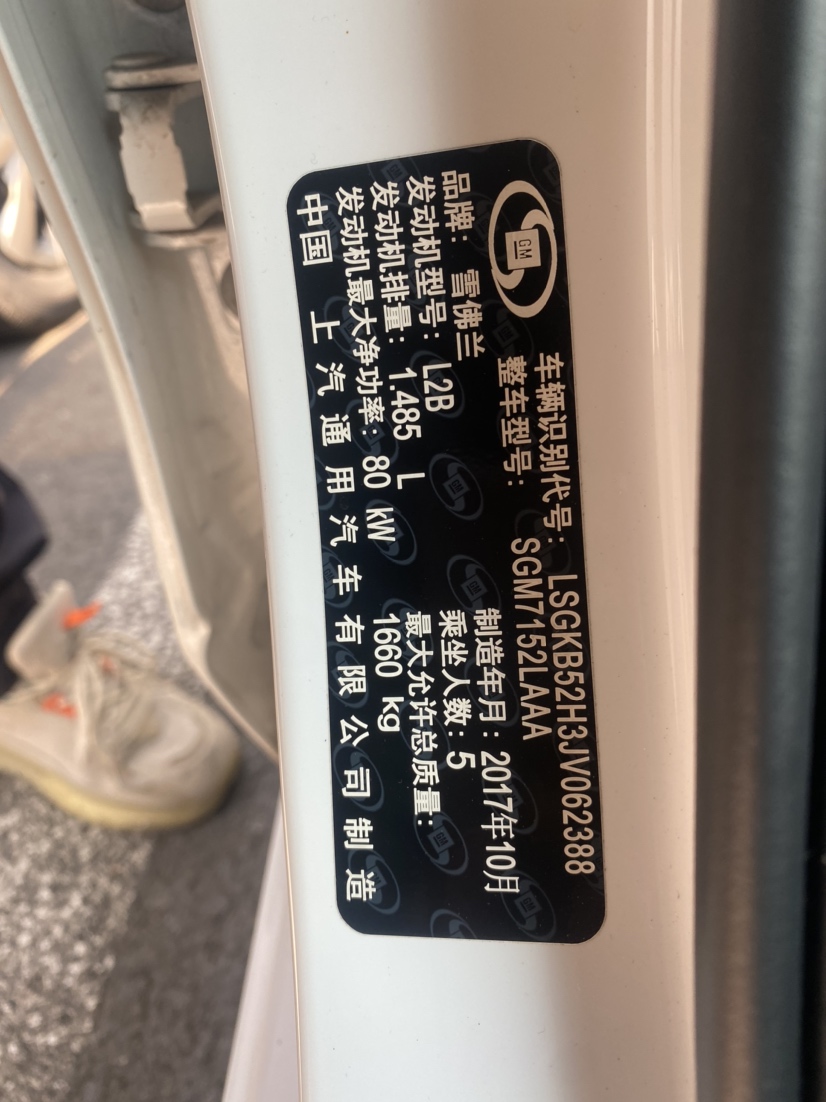 GM
车辆识别代号: LSGKB52H3JV062388
整车型号: SGM7152LAAA
品牌: 雪佛兰
制造年月: 2017年10月
发动机型号: L2B
乘坐人数: 5
发动机排量: 1.485 L
最大允许总质量: 1660 kg
发动机最大净功率: 80 kW
中国 上汽通用汽车有限公司制造